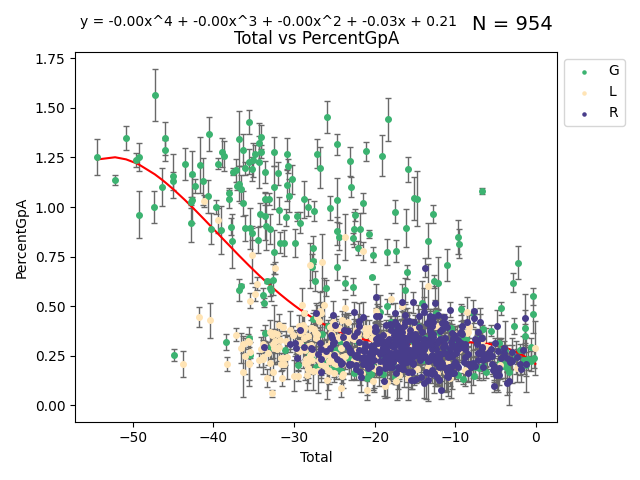 y = -0.00x^4 + -0.00x^3 + -0.00x^2 + -0.03x + 0.21
N = 954
Total vs PercentGpA
1.75
1.50
1.25
1.00
0.75
0.50
0.25
0.00
PercentGpA
−50
−40
−30
−20
−10
0
Total
G
L
R